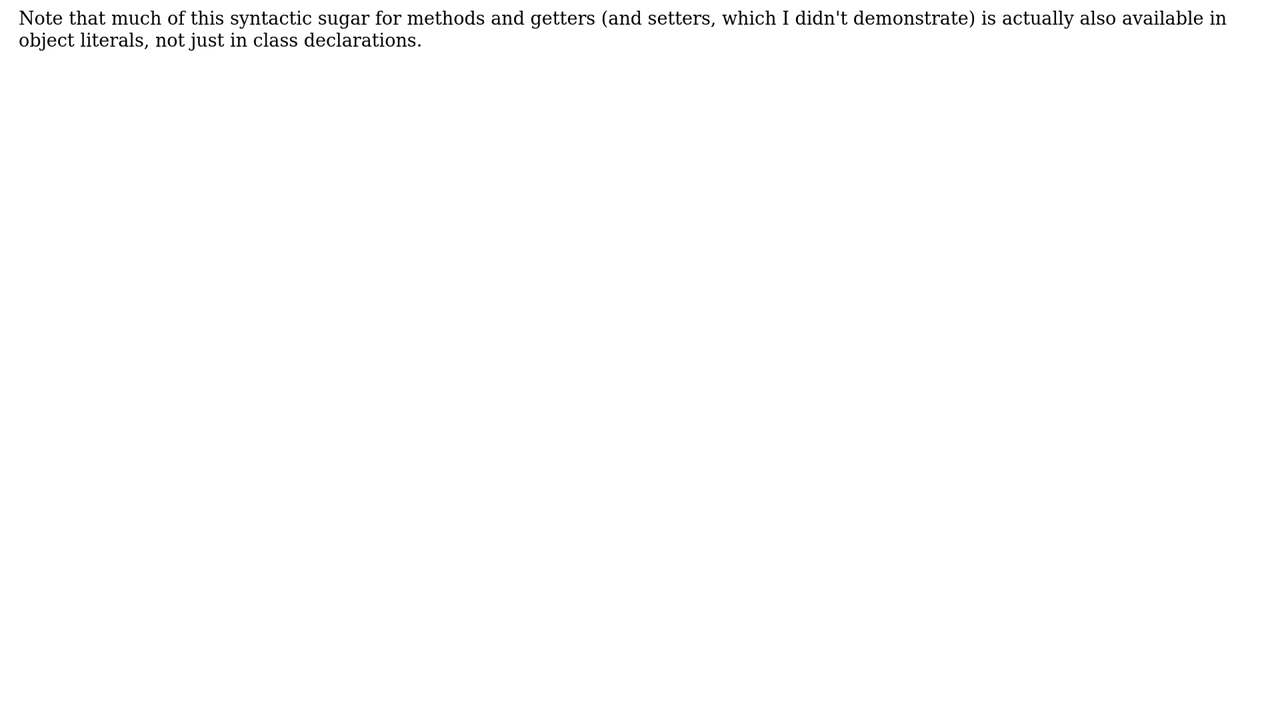 Note that much of this syntactic sugar for methods and getters (and setters, which I didn't demonstrate) is actually also available in
object literals, not just in class declarations.